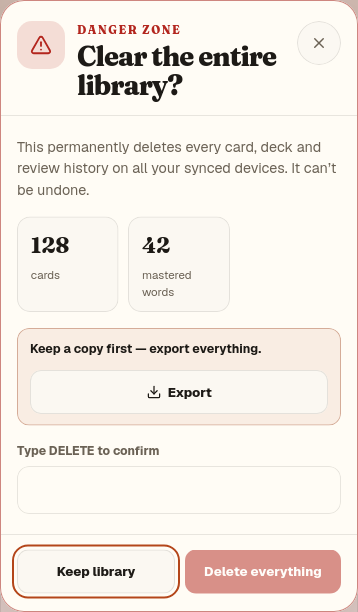 DANGER ZONE
Clear the entire
library?
This permanently deletes every card, deck and
review history on all your synced devices. It can’t
be undone.
128
cards
42
mastered
words
Keep a copy first — export everything.
Export
Type DELETE to confirm
Keep library
Delete everything